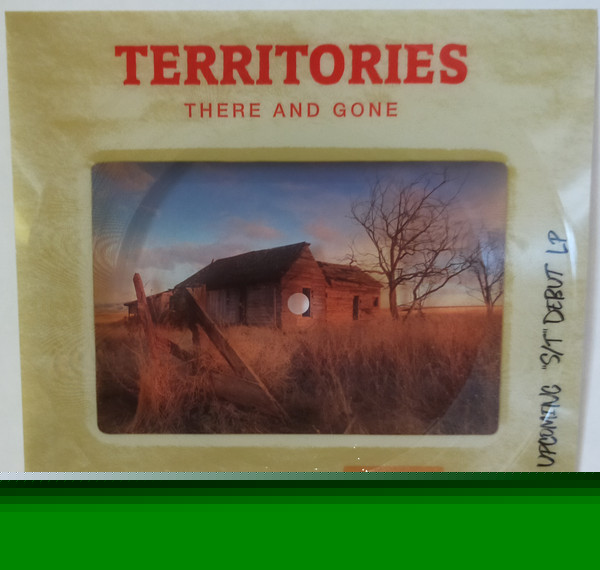 TERRITORIES
THERE AND GONE
UPCOMING "S/T" DEBUT LP